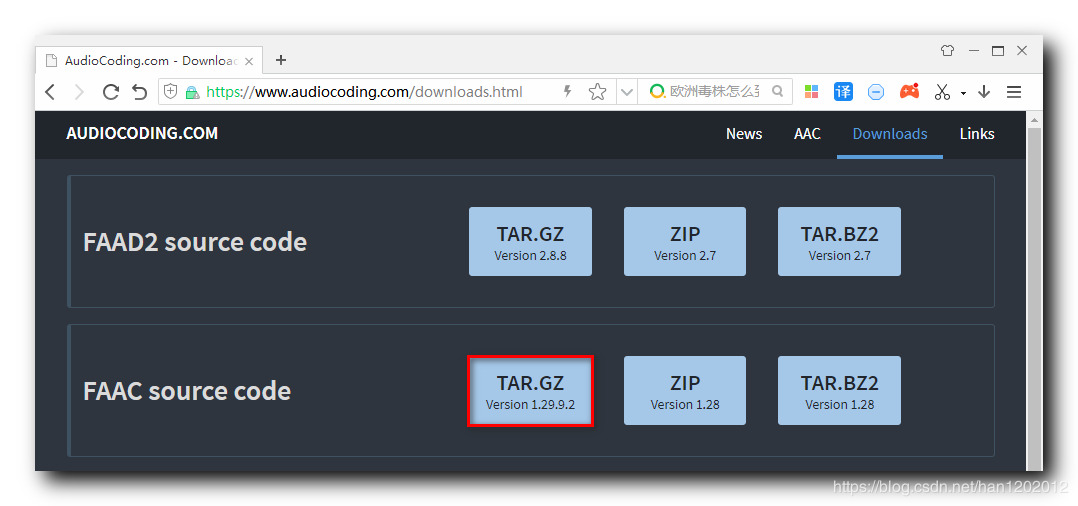 AudioCoding.com - Downloac
https://www.audiocoding.com/downloads.html
欧洲毒株怎么至
译
AUDIOCODING.COM
News
AAC
Downloads
Links
FAAD2 source code
TAR.GZ
Version 2.8.8
ZIP
Version 2.7
TAR.BZ2
Version 2.7
FAAC source code
TAR.GZ
Version 1.29.9.2
ZIP
Version 1.28
TAR.BZ2
Version 1.28
https://blog.csdn.net/han1202012